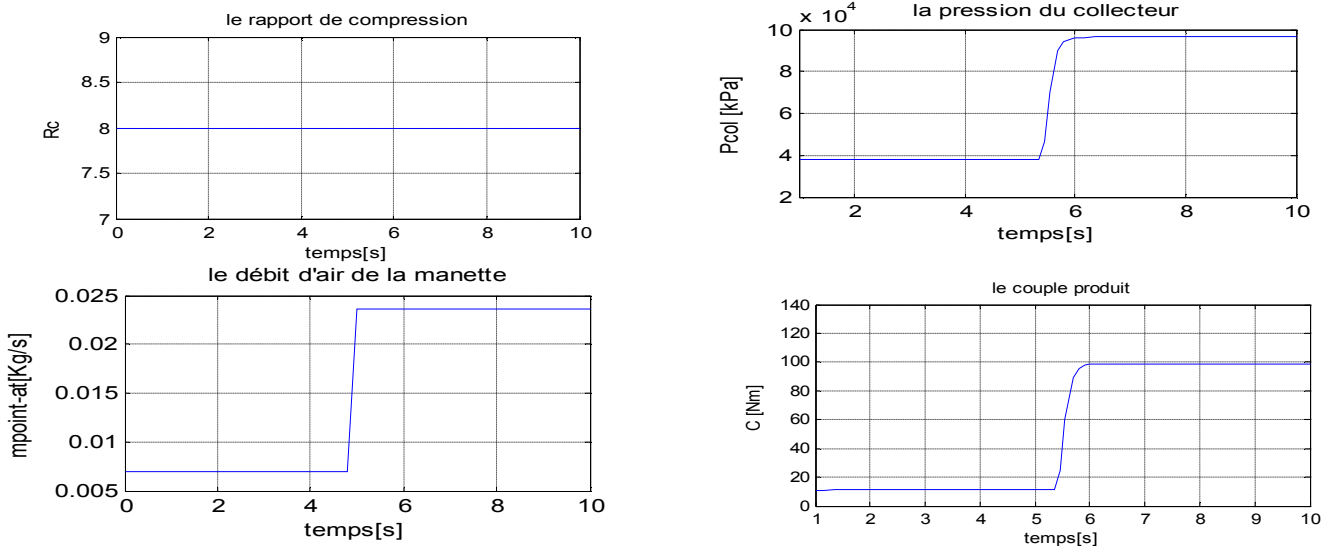 le rapport de compression
9
8.5
8
7.5
7
Rc
0 2 4 6 8 10
temps[s]
la pression du collecteur
x 10^4
10
8
6
4
2
Pcol [kPa]
2 4 6 8 10
temps[s]
le débit d'air de la manette
0.025
0.02
0.015
0.01
0.005
mpoint-at[Kg/s]
0 2 4 6 8 10
temps[s]
le couple produit
140
120
100
80
60
40
20
0
C [Nm]
1 2 3 4 5 6 7 8 9 10
temps[s]